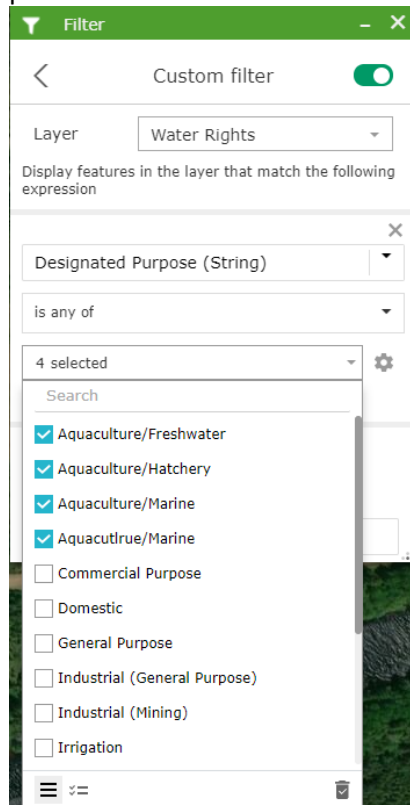 Filter
Custom filter
Layer
Water Rights
Display features in the layer that match the following
expression
Designated Purpose (String)
is any of
4 selected
Search
Aquaculture/Freshwater
Aquaculture/Hatchery
Aquaculture/Marine
Aquacutlrue/Marine
Commercial Purpose
Domestic
General Purpose
Industrial (General Purpose)
Industrial (Mining)
Irrigation